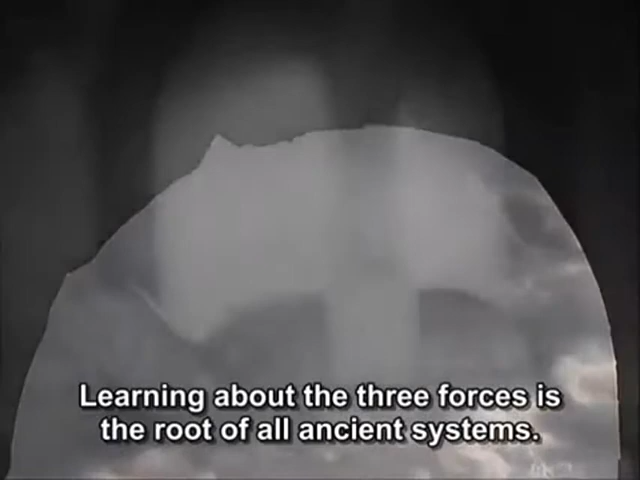 Learning about the three forces is
the root of all ancient systems.